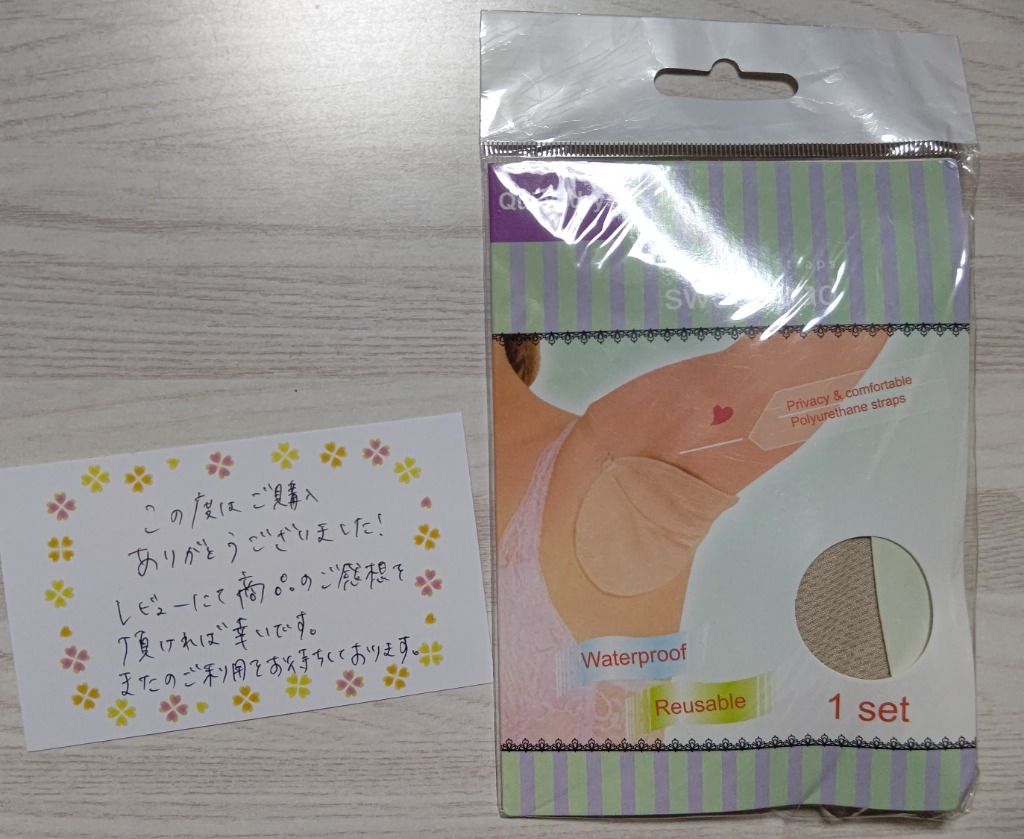 この度は ご購入
ありがとうございました!
レビューにて商品のご感想を
頂ければ幸いです。
またのご利用をお待ちしております。
Privacy & comfortable
Polyurethane straps
Waterproof
Reusable
1 set